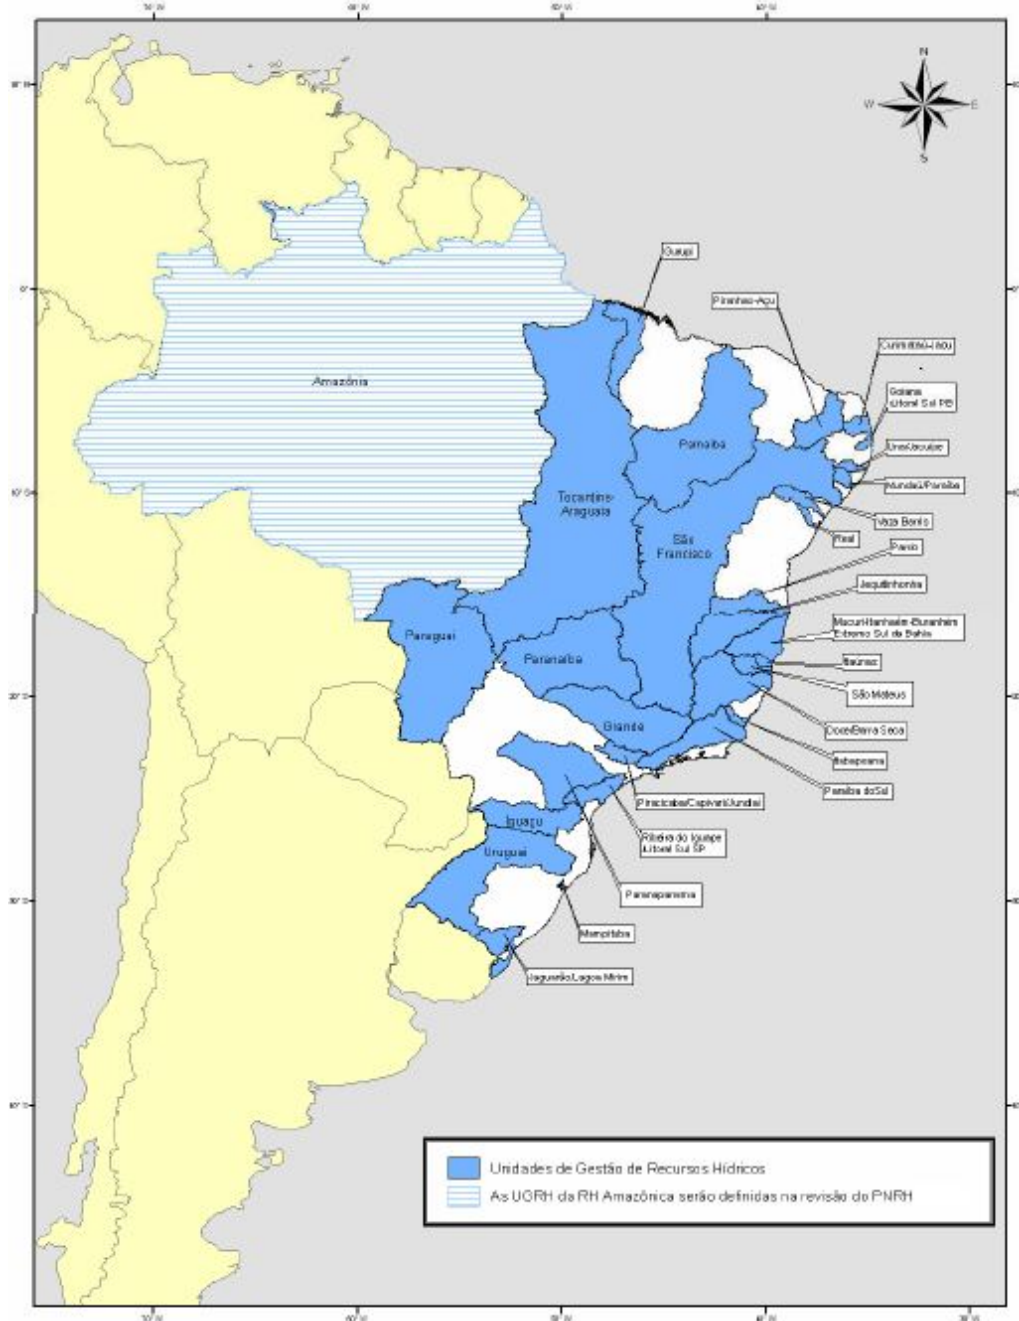 N
W
E
S
Gurupi
Piranhas-Açu
Goiana
/Litoral Sul PB
Una/Jacuípe
Mundaú/Paraíba
Vaza Barris
Real
Pardo
Jequitinhonha
Mucuri-Itanhaém-Buranhém
Extremo Sul da Bahia
Itaúnas
São Mateus
Doce/Barra Seca
Itabapoana
Paraíba do Sul
Piracicaba/Capivari/Jundiaí
Ribeira do Iguape
/Litoral Sul SP
Paranapanema
Mampituba
Jaguarão/Lagoa Mirim
Amazônia
Parnaíba
Tocantins-
Araguaia
São
Francisco
Paraguai
Paranaíba
Grande
Iguaçu
Uruguai
Unidades de Gestão de Recursos Hídricos
As UGRH da RH Amazônica serão definidas na revisão do PNRH